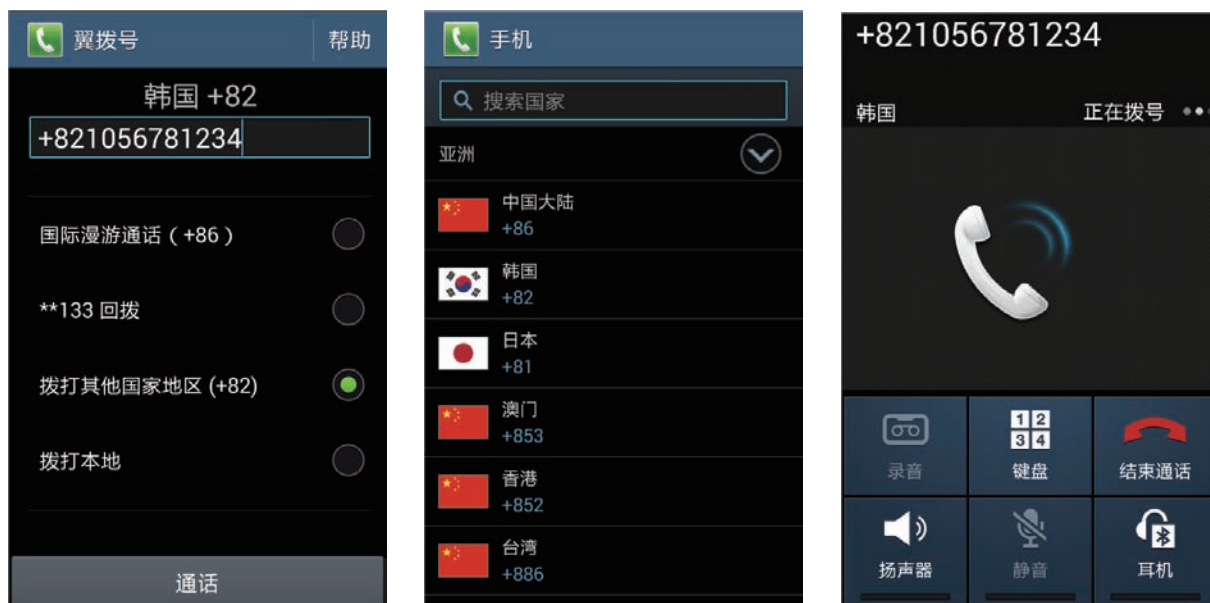 翼拨号
帮助
韩国 +82
+821056781234
国际漫游通话 ( +86 )
**133 回拨
拨打其他国家地区 (+82)
拨打本地
通话
手机
搜索国家
亚洲
中国大陆
+86
韩国
+82
日本
+81
澳门
+853
香港
+852
台湾
+886
+821056781234
韩国
正在拨号
1 2
3 4
录音
键盘
结束通话
扬声器
静音
耳机